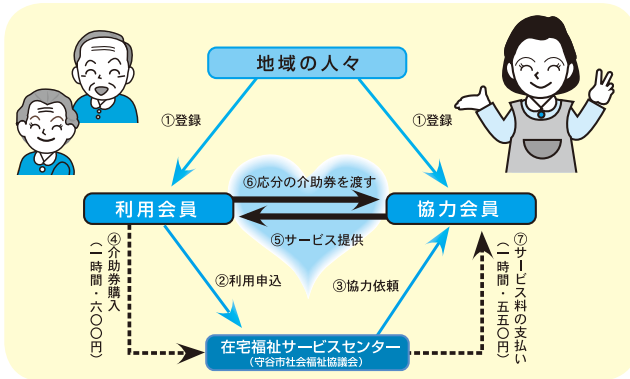 地域の人々
①登録
①登録
⑥応分の介助券を渡す
利用会員
協力会員
⑤サービス提供
④介助券購入
（一時間・六〇〇円）
②利用申込
③協力依頼
⑦サービス料の支払い
（一時間・五五〇円）
在宅福祉サービスセンター
（守谷市社会福祉協議会）